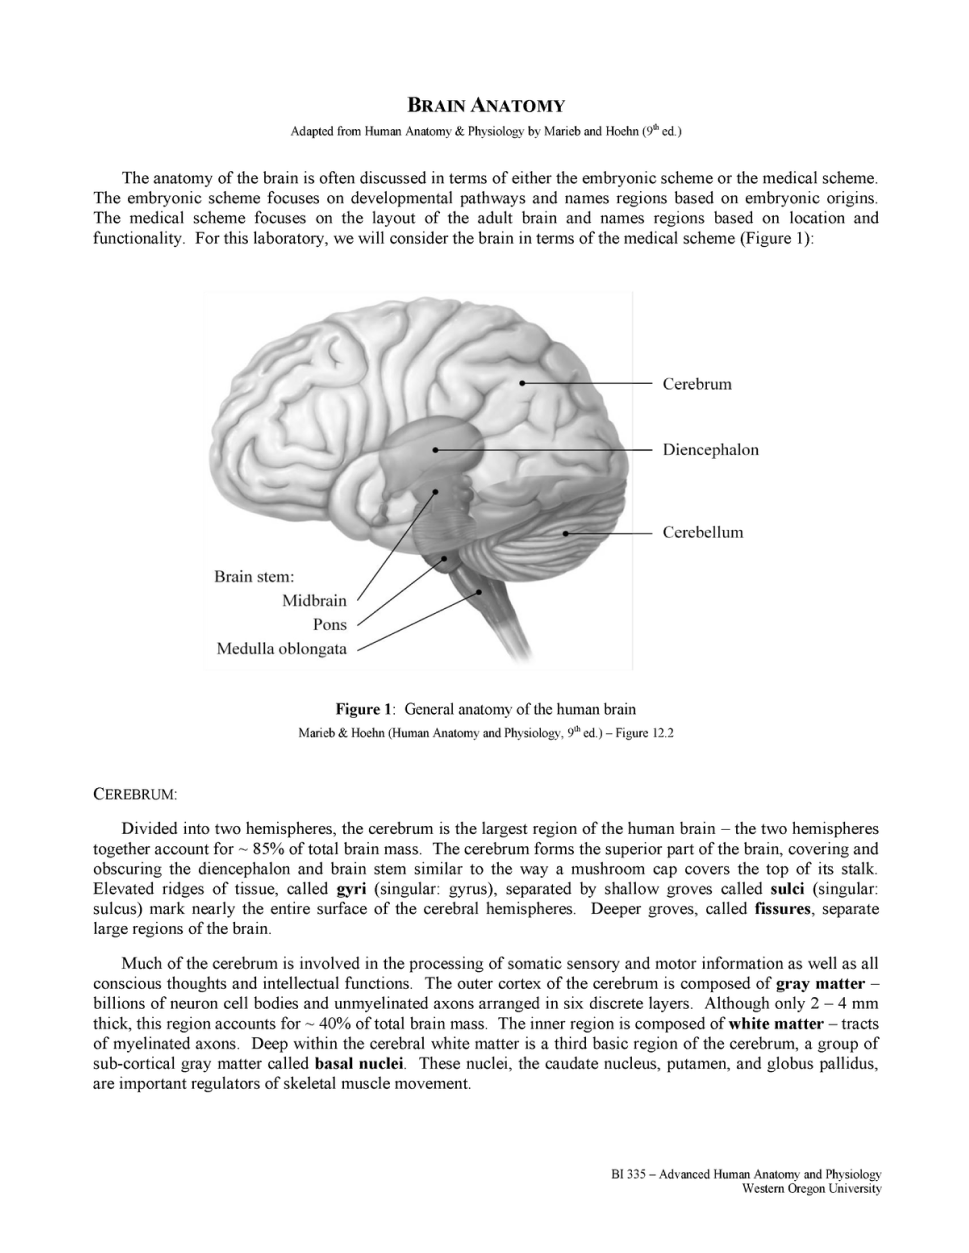 BRAIN ANATOMY
Adapted from Human Anatomy & Physiology by Marieb and Hoehn (9th ed.)
The anatomy of the brain is often discussed in terms of either the embryonic scheme or the medical scheme.
The embryonic scheme focuses on developmental pathways and names regions based on embryonic origins.
The medical scheme focuses on the layout of the adult brain and names regions based on location and
functionality. For this laboratory, we will consider the brain in terms of the medical scheme (Figure 1):
Cerebrum
Diencephalon
Cerebellum
Brain stem:
Midbrain
Pons
Medulla oblongata
Figure 1: General anatomy of the human brain
Marieb & Hoehn (Human Anatomy and Physiology, 9th ed.) – Figure 12.2
CEREBRUM:
Divided into two hemispheres, the cerebrum is the largest region of the human brain – the two hemispheres
together account for ~ 85% of total brain mass. The cerebrum forms the superior part of the brain, covering and
obscuring the diencephalon and brain stem similar to the way a mushroom cap covers the top of its stalk.
Elevated ridges of tissue, called gyri (singular: gyrus), separated by shallow groves called sulci (singular:
sulcus) mark nearly the entire surface of the cerebral hemispheres. Deeper groves, called fissures, separate
large regions of the brain.
Much of the cerebrum is involved in the processing of somatic sensory and motor information as well as all
conscious thoughts and intellectual functions. The outer cortex of the cerebrum is composed of gray matter –
billions of neuron cell bodies and unmyelinated axons arranged in six discrete layers. Although only 2 – 4 mm
thick, this region accounts for ~ 40% of total brain mass. The inner region is composed of white matter – tracts
of myelinated axons. Deep within the cerebral white matter is a third basic region of the cerebrum, a group of
sub-cortical gray matter called basal nuclei. These nuclei, the caudate nucleus, putamen, and globus pallidus,
are important regulators of skeletal muscle movement.
BI 335 – Advanced Human Anatomy and Physiology
Western Oregon University